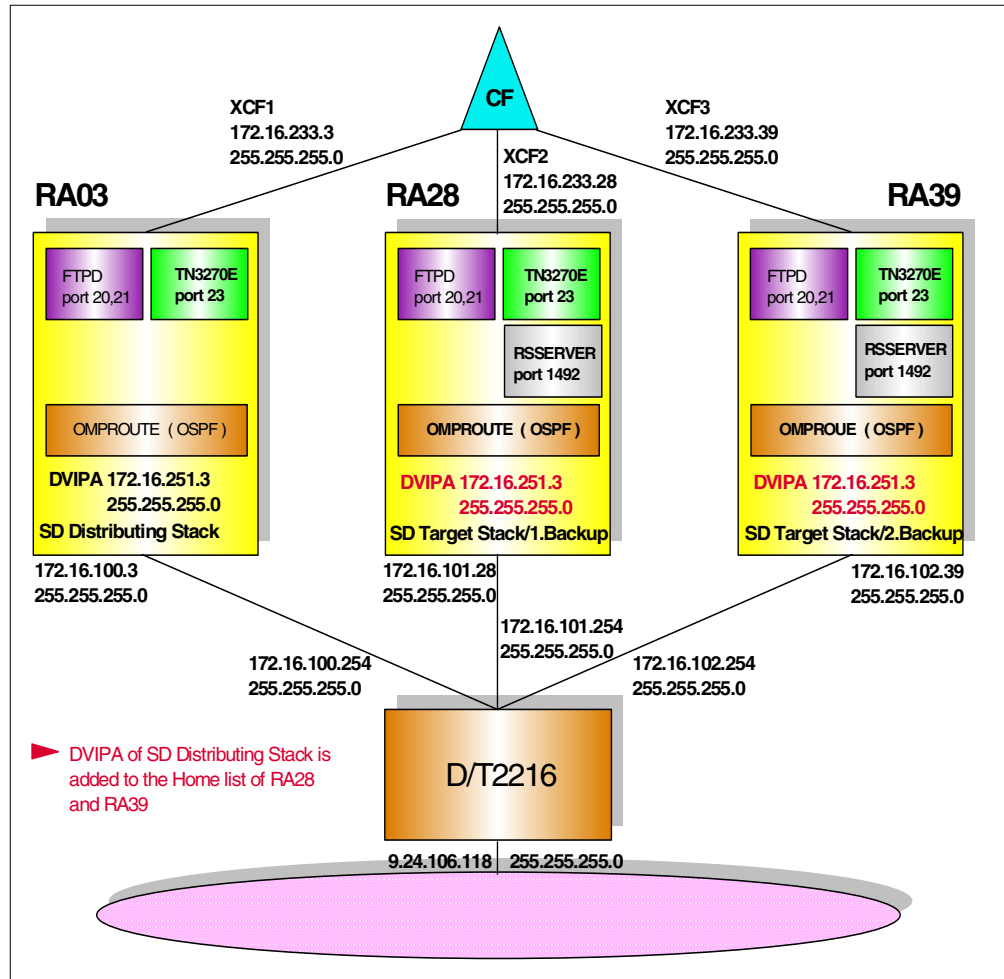 CF
XCF1
172.16.233.3
255.255.255.0
XCF3
172.16.233.39
255.255.255.0
XCF2
172.16.233.28
255.255.255.0
RA03
RA28
RA39
FTPD
port 20,21
TN3270E
port 23
FTPD
port 20,21
TN3270E
port 23
FTPD
port 20,21
TN3270E
port 23
RSSERVER
port 1492
RSSERVER
port 1492
OMPROUTE ( OSPF )
OMPROUTE ( OSPF )
OMPROUE ( OSPF )
DVIPA 172.16.251.3
255.255.255.0
SD Distributing Stack
DVIPA 172.16.251.3
255.255.255.0
SD Target Stack/1.Backup
DVIPA 172.16.251.3
255.255.255.0
SD Target Stack/2.Backup
172.16.100.3
255.255.255.0
172.16.101.28
255.255.255.0
172.16.102.39
255.255.255.0
172.16.101.254
255.255.255.0
172.16.100.254
255.255.255.0
172.16.102.254
255.255.255.0
DVIPA of SD Distributing Stack is
added to the Home list of RA28
and RA39
D/T2216
9.24.106.118 255.255.255.0